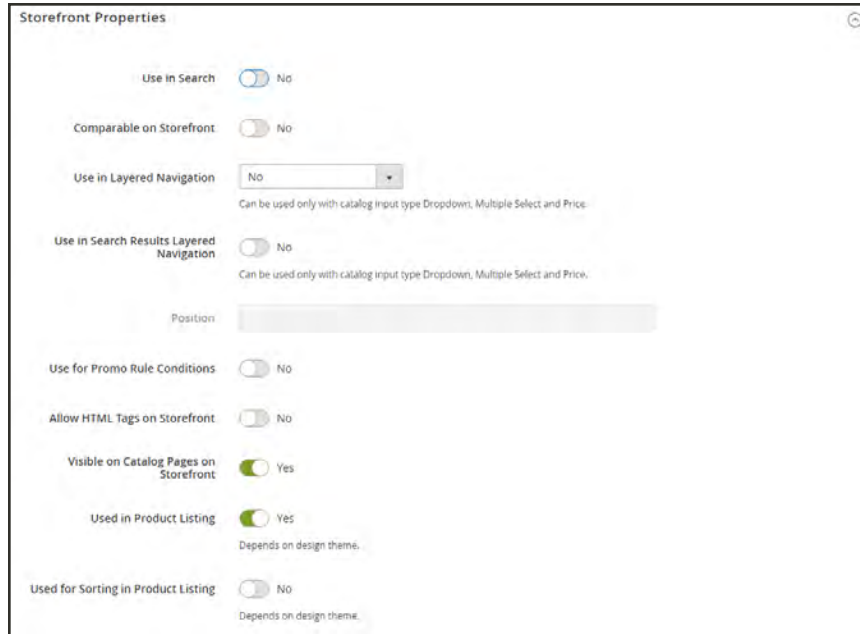 Storefront Properties
Use in Search No
Comparable on Storefront No
Use in Layered Navigation No
Can be used only with catalog input type Dropdown, Multiple Select and Price
Use in Search Results Layered
Navigation No
Can be used only with catalog input type Dropdown, Multiple Select and Price.
Position
Use for Promo Rule Conditions No
Allow HTML Tags on Storefront No
Visible on Catalog Pages on
Storefront Yes
Used in Product Listing Yes
Depends on design theme.
Used for Sorting in Product Listing No
Depends on design theme.